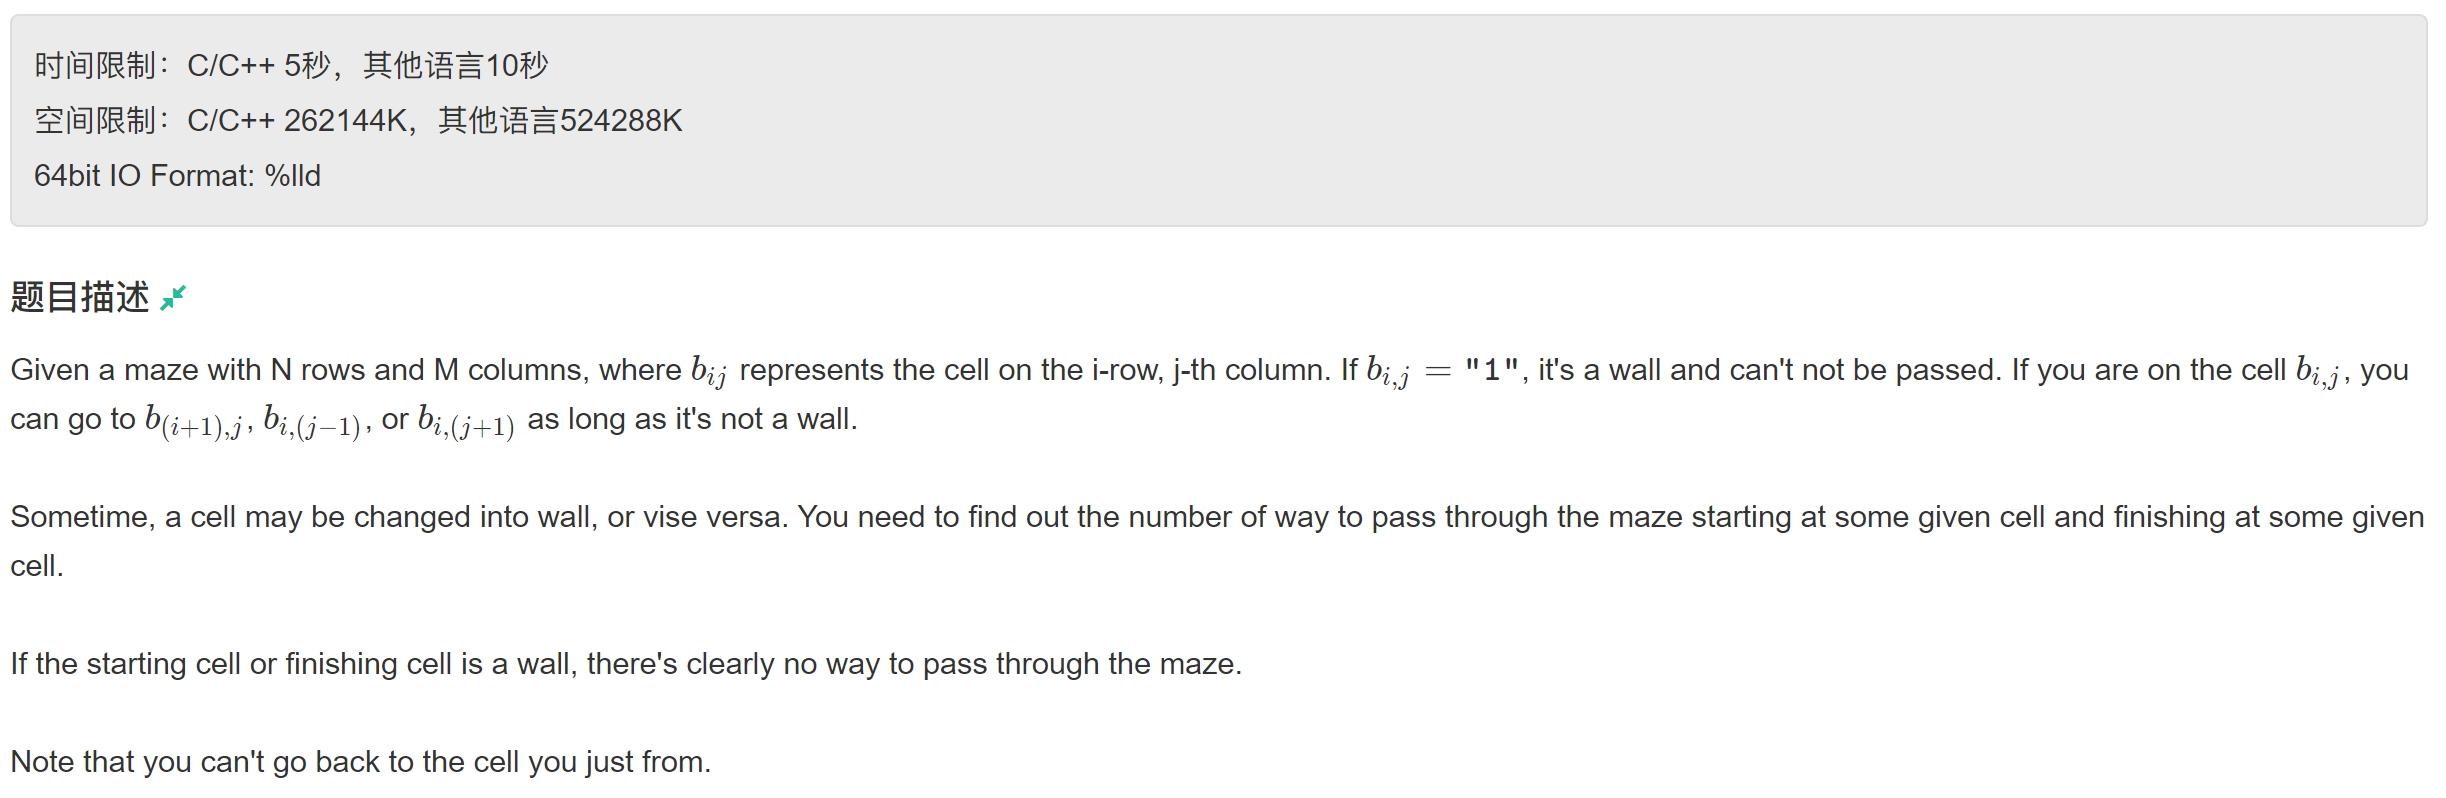 时间限制：C/C++ 5秒，其他语言10秒
空间限制：C/C++ 262144K，其他语言524288K
64bit IO Format: %lld
题目描述
Given a maze with N rows and M columns, where $b_{ij}$ represents the cell on the i-row, j-th column. If $b_{i,j}$ = "1", it's a wall and can't not be passed. If you are on the cell $b_{i,j}$, you
can go to $b_{(i+1),j}$, $b_{i,(j-1)}$, or $b_{i,(j+1)}$ as long as it's not a wall.
Sometime, a cell may be changed into wall, or vise versa. You need to find out the number of way to pass through the maze starting at some given cell and finishing at some given
cell.
If the starting cell or finishing cell is a wall, there's clearly no way to pass through the maze.
Note that you can't go back to the cell you just from.